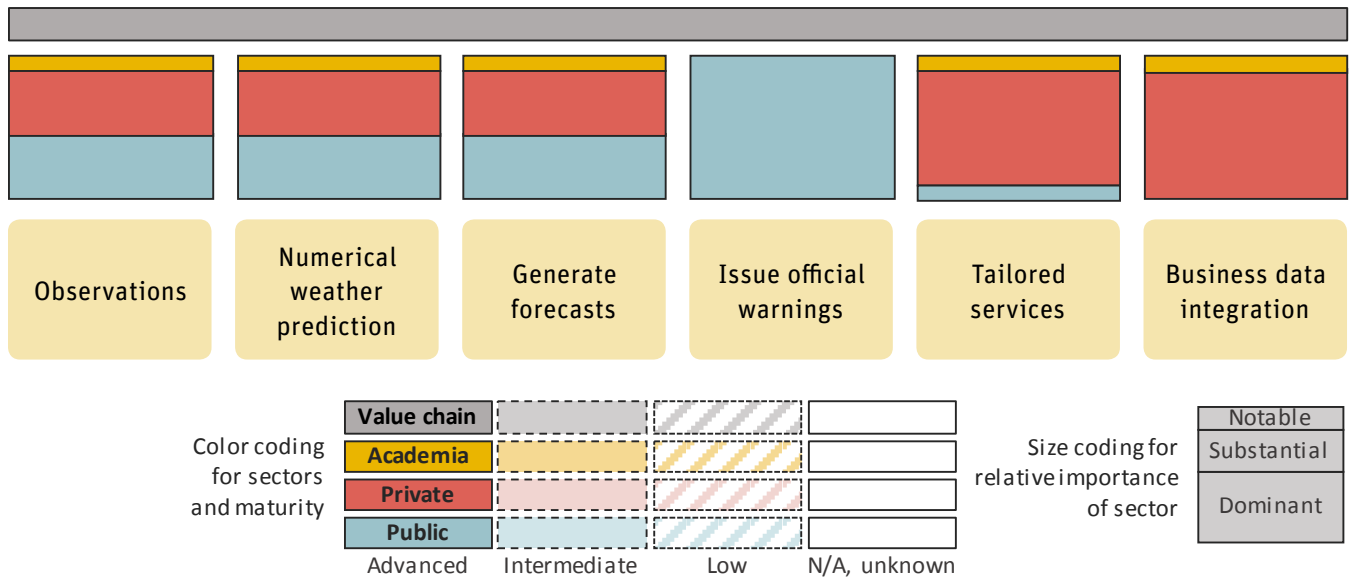 Observations
Numerical
weather
prediction
Generate
forecasts
Issue official
warnings
Tailored
services
Business data
integration
Color coding
for sectors
and maturity
Value chain
Academia
Private
Public
Advanced
Intermediate
Low
N/A, unknown
Size coding for
relative importance
of sector
Notable
Substantial
Dominant